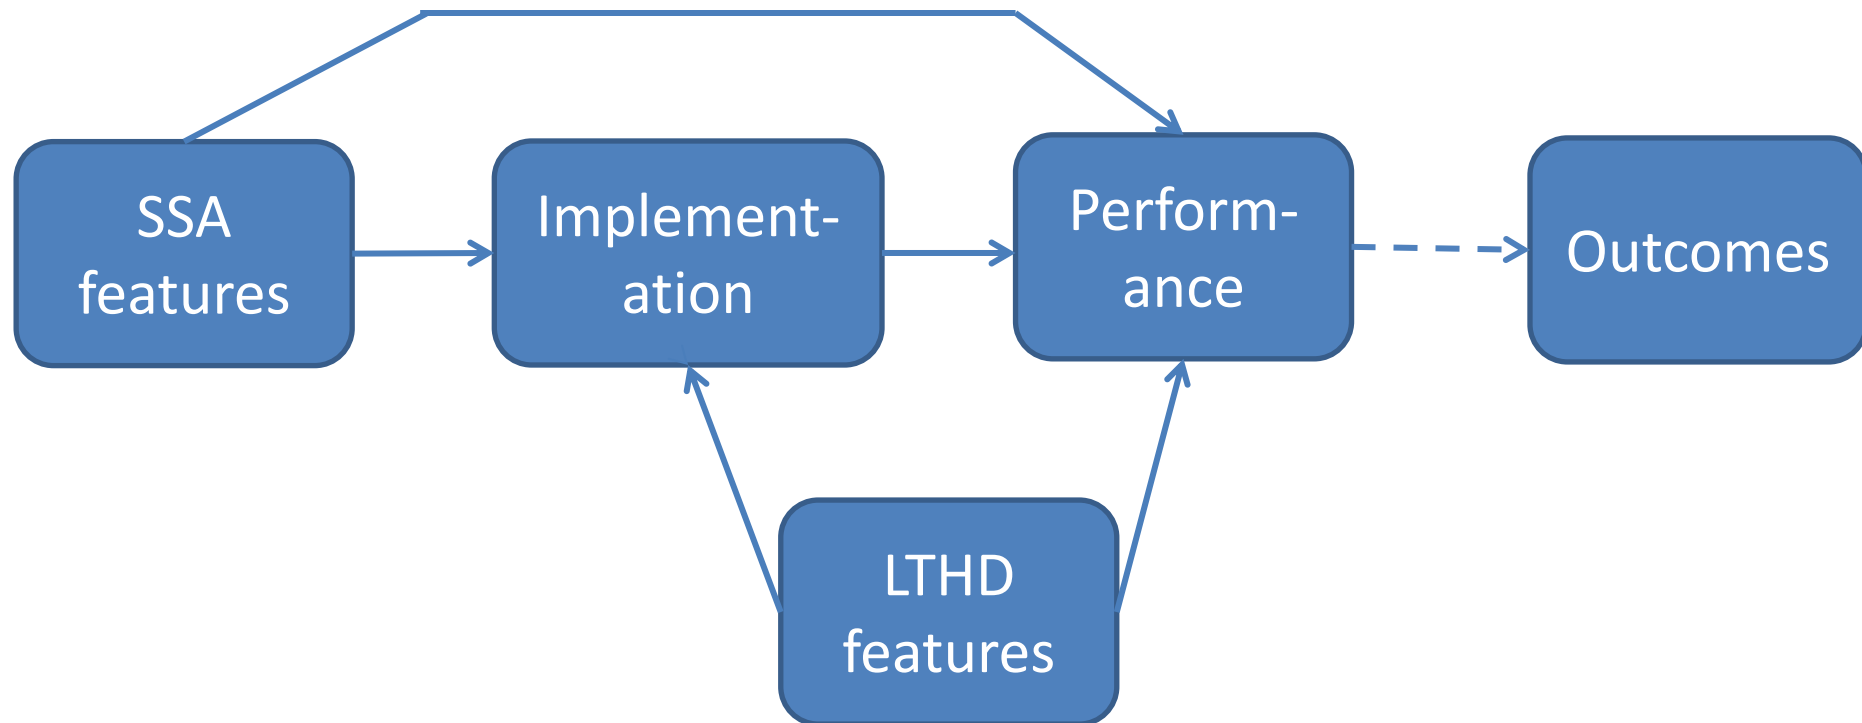 SSA
features
Implement-
ation
Perform-
ance
Outcomes
LTHD
features